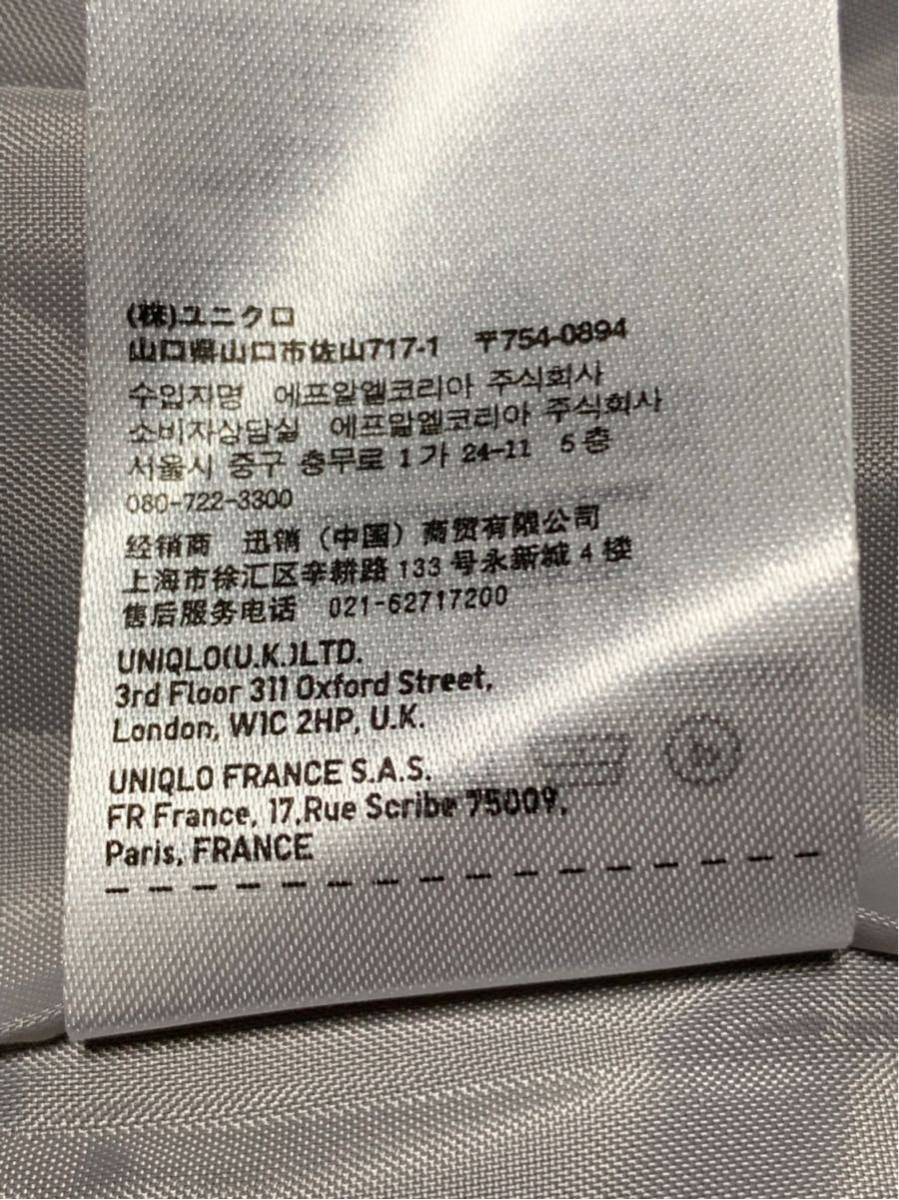 (株)ユニクロ
山口県山口市佐山717-1 〒754-0894
수입자명 에프알엘코리아 주식회사
소비자상담실 에프알엘코리아 주식회사
서울시 중구 충무로 1가 24-11 5층
080-722-3300
经销商 迅销（中国）商贸有限公司
上海市徐汇区辛耕路 133 号永新城 4 楼
售后服务电话 021-62717200
UNIQLO(U.K.)LTD.
3rd Floor 311 Oxford Street,
London, W1C 2HP, U.K.
UNIQLO FRANCE S.A.S.
FR France, 17,Rue Scribe 75009,
Paris, FRANCE